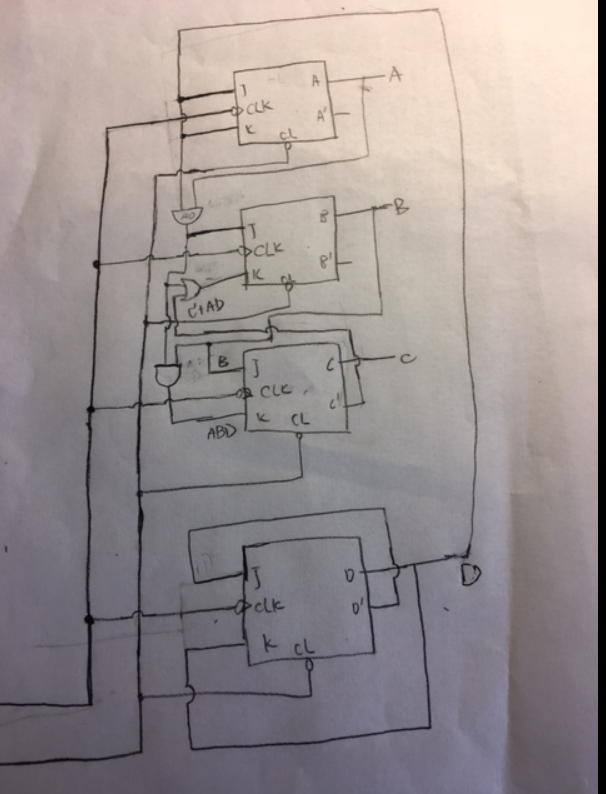 J A A
CLK
A'
K
CL
AD
J B B
CLK
B'
K
CL
C'+AD
B J C C
CLK
C'
K CL
ABD
J D D
CLK D'
K CL